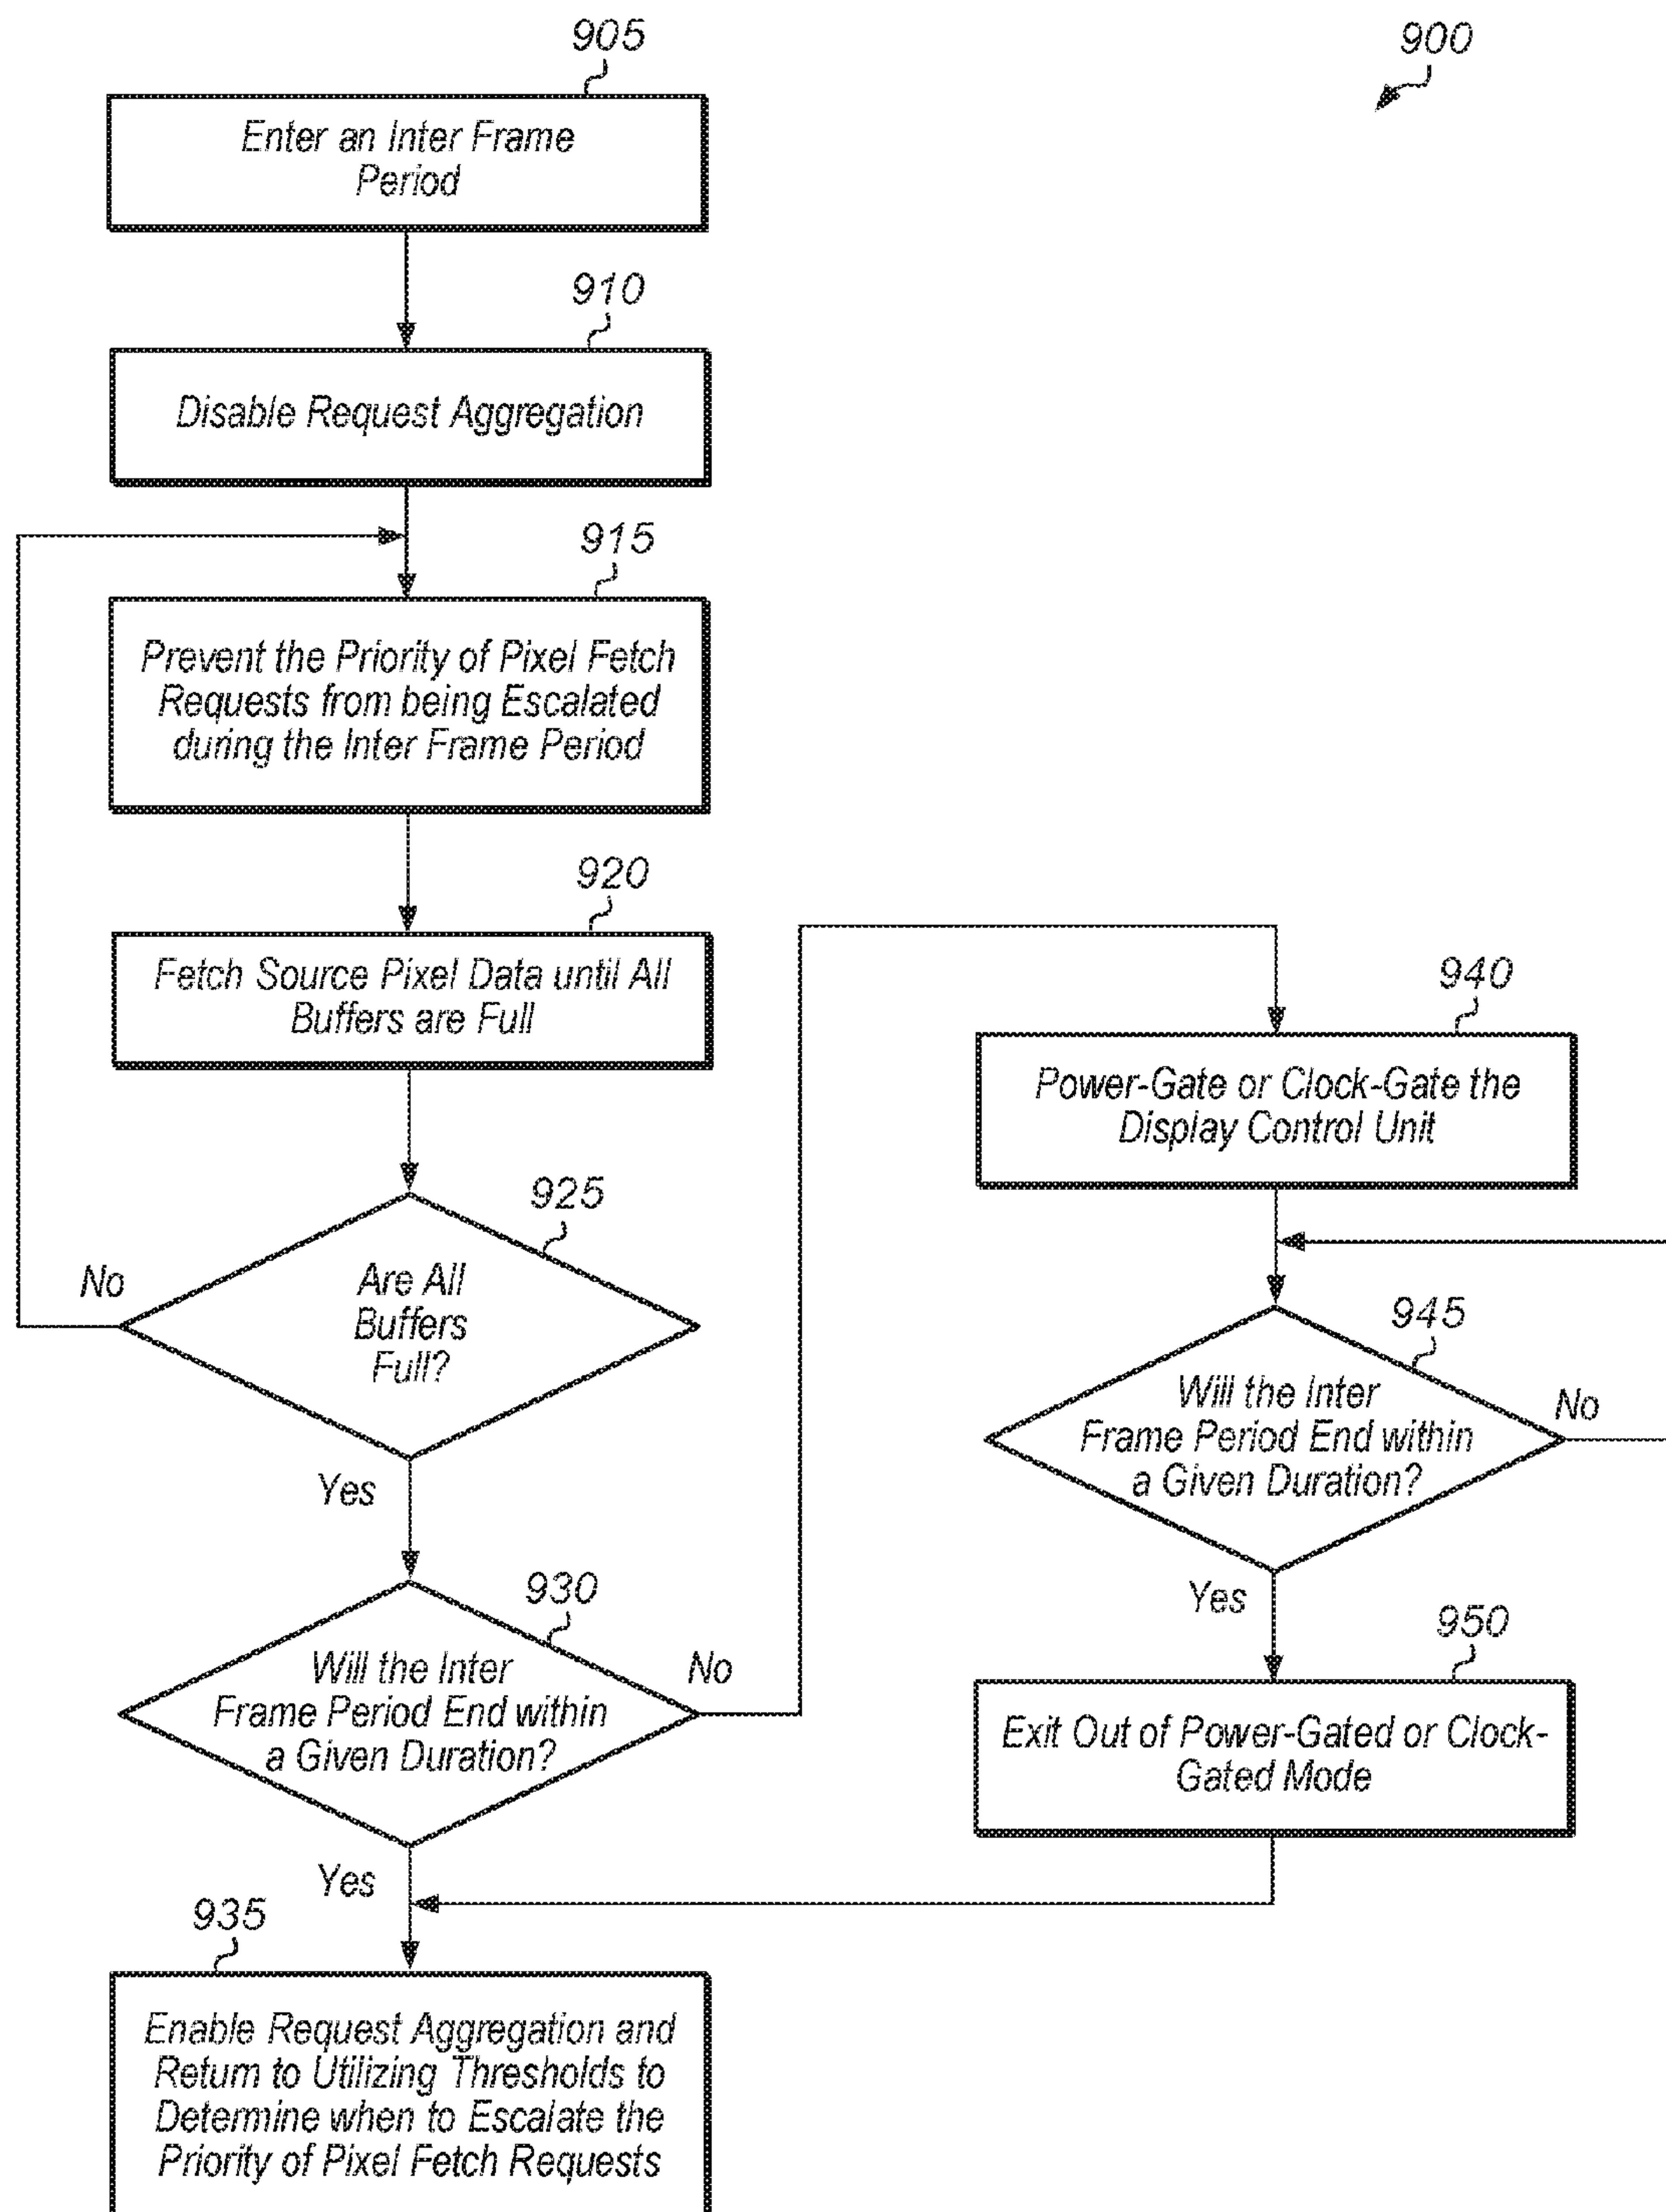 905
900
Enter an Inter Frame
Period
910
Disable Request Aggregation
915
Prevent the Priority of Pixel Fetch
Requests from being Escalated
during the Inter Frame Period
920
Fetch Source Pixel Data until All
Buffers are Full
925
Are All
Buffers
Full?
No
Yes
930
Will the Inter
Frame Period End within
a Given Duration?
No
Yes
940
Power-Gate or Clock-Gate the
Display Control Unit
945
Will the Inter
Frame Period End within
a Given Duration?
No
Yes
950
Exit Out of Power-Gated or Clock-
Gated Mode
935
Enable Request Aggregation and
Return to Utilizing Thresholds to
Determine when to Escalate the
Priority of Pixel Fetch Requests